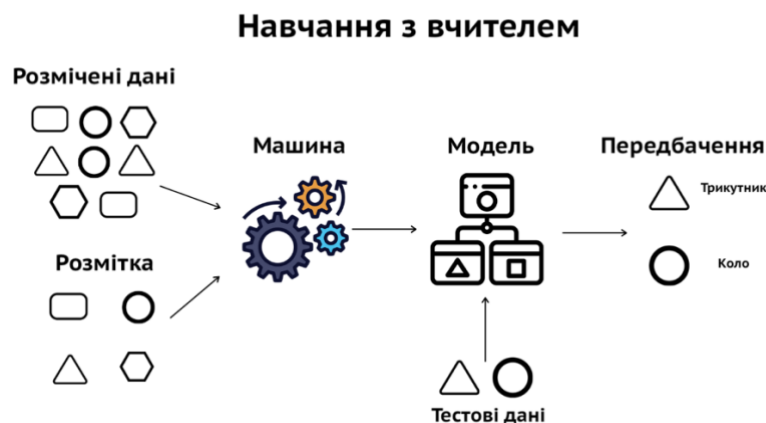 Навчання з вчителем
Розмічені дані
Машина
Модель
Передбачення
Трикутник
Розмітка
Коло
Тестові дані